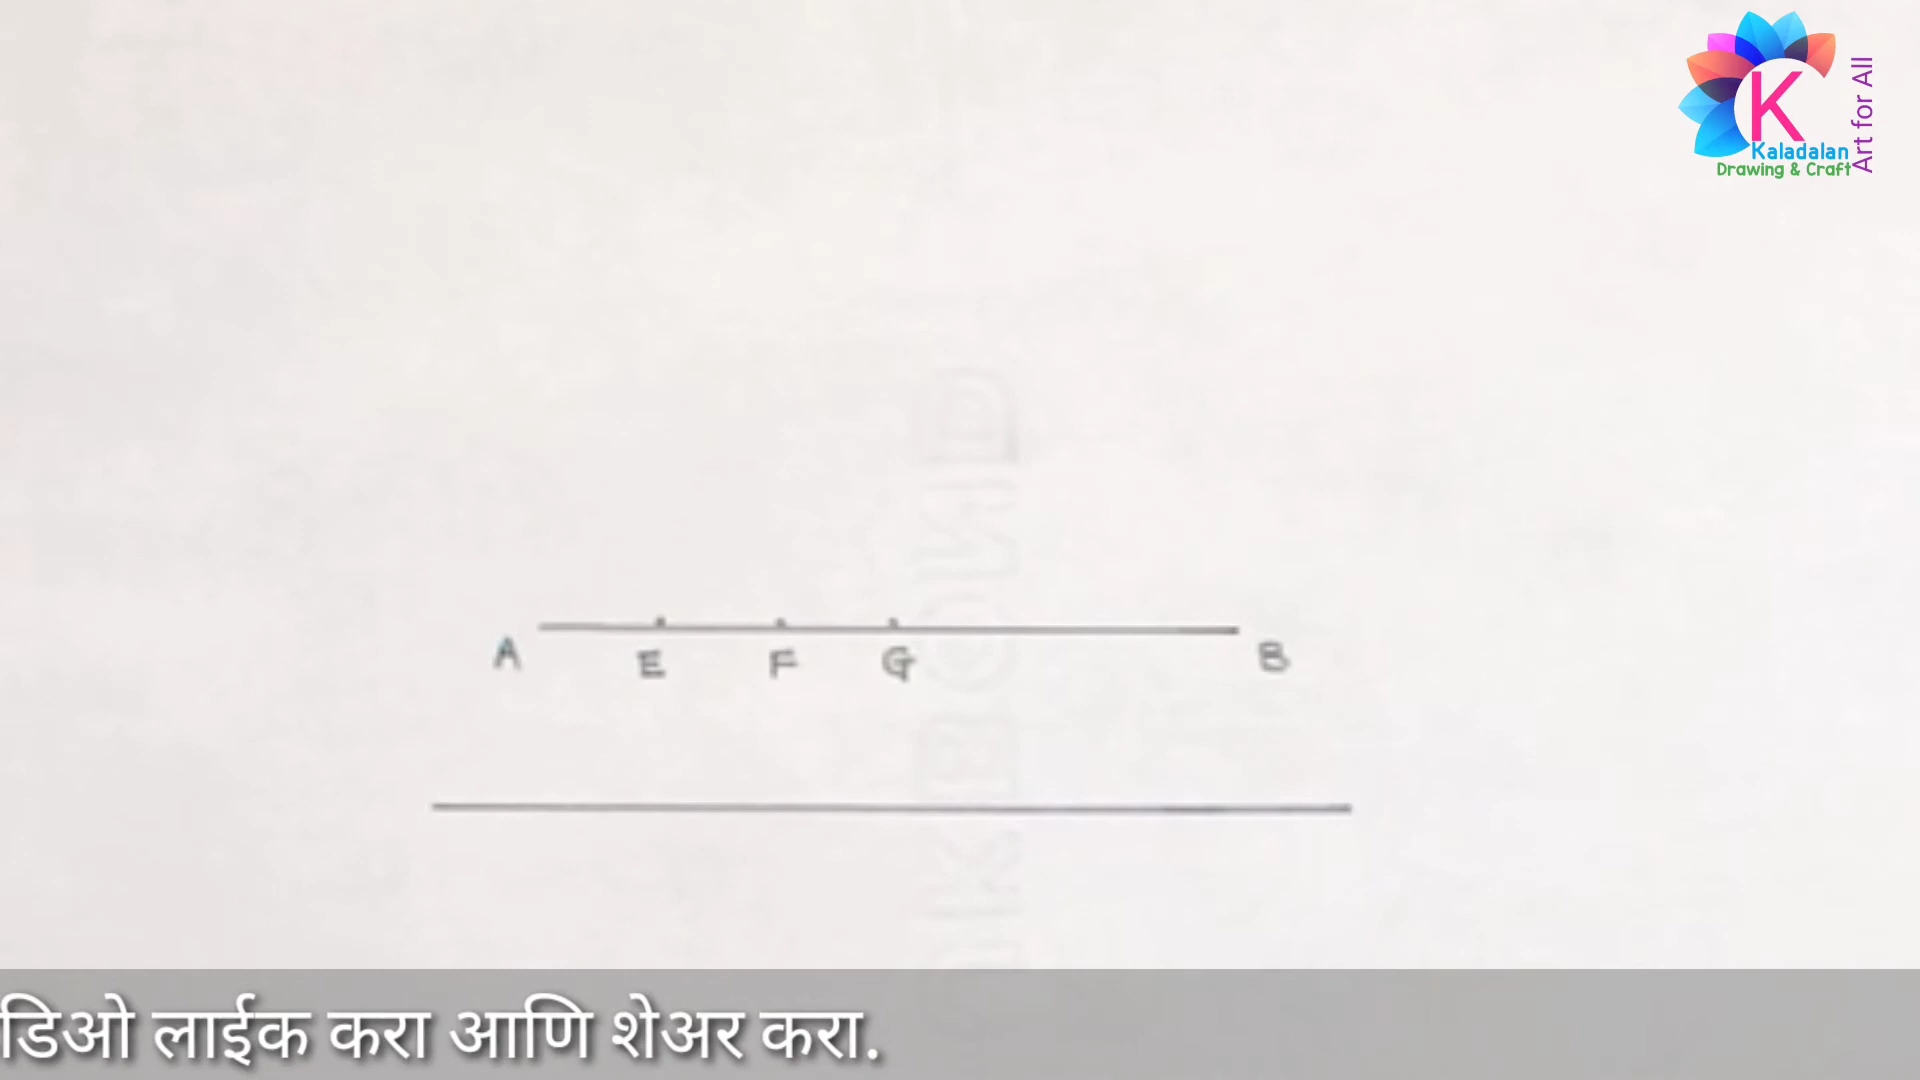 K
Kaladalan
Drawing & Craft
Art for All
A E F G B
डिओ लाईक करा आणि शेअर करा.